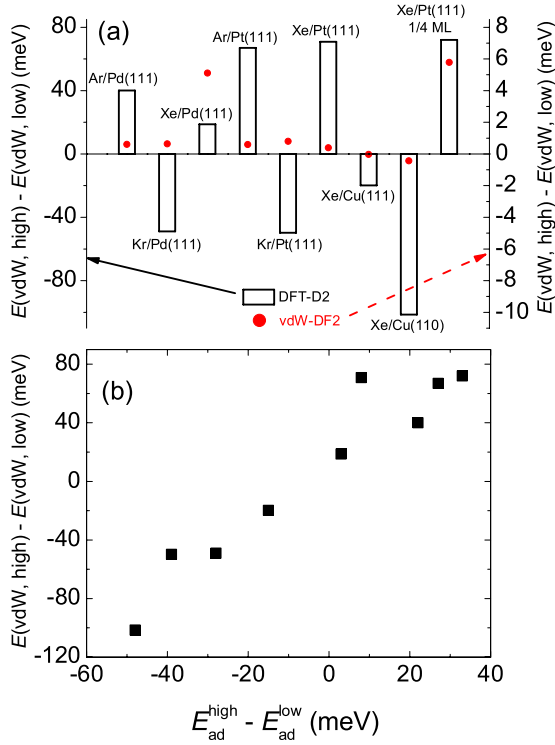 (a)
Xe/Pt(111)
1/4 ML
Ar/Pd(111)
Xe/Pd(111)
Ar/Pt(111)
Xe/Pt(111)
Kr/Pd(111)
Kr/Pt(111)
Xe/Cu(111)
Xe/Cu(110)
DFT-D2
vdW-DF2
80
40
0
-40
-80
E(vdW, high) - E(vdW, low) (meV)
8
6
4
2
0
-2
-4
-6
-8
-10
E(vdW, high) - E(vdW, low) (meV)
(b)
80
40
0
-40
-80
-120
E(vdW, high) - E(vdW, low) (meV)
-60 -40 -20 0 20 40
E_ad^high - E_ad^low (meV)